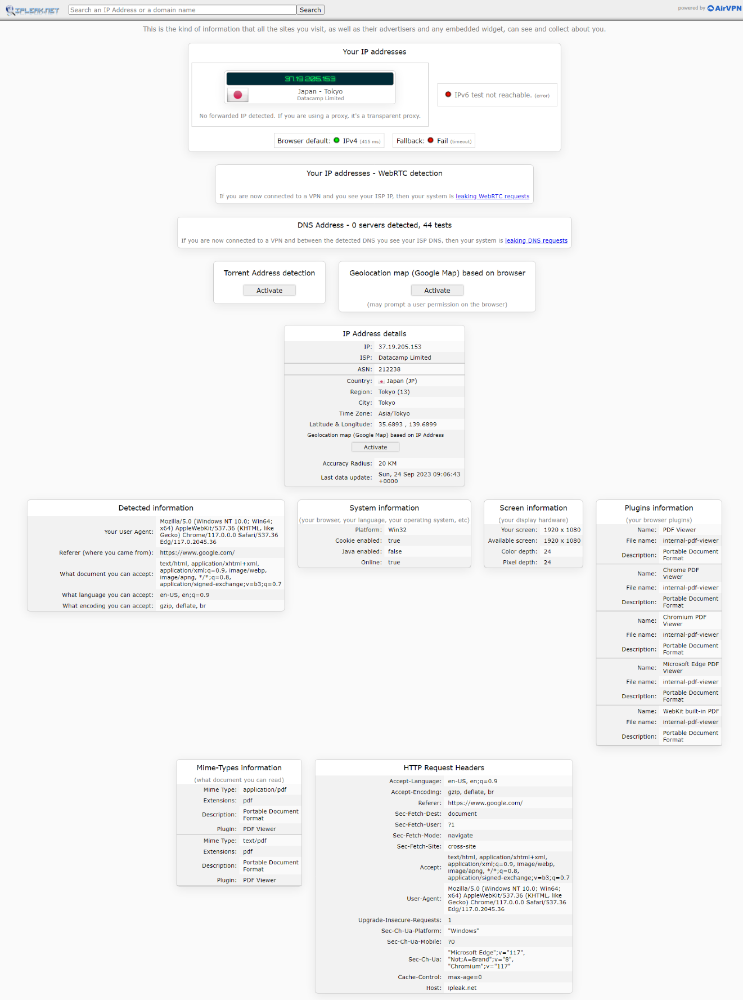 IPLEAK.NET
Search an IP Address or a domain name
Search
powered by AirVPN
This is the kind of information that all the sites you visit, as well as their advertisers and any embedded widget, can see and collect about you.
Your IP addresses
37.19.205.153
Japan - Tokyo
Datacamp Limited
No forwarded IP detected. If you are using a proxy, it's a transparent proxy.
IPv6 test not reachable. (error)
Browser default: IPv4 (415 ms)
Fallback: Fail (timeout)
Your IP addresses - WebRTC detection
If you are now connected to a VPN and you see your ISP IP, then your system is leaking WebRTC requests
DNS Address - 0 servers detected, 44 tests
If you are now connected to a VPN and between the detected DNS you see your ISP DNS, then your system is leaking DNS requests
Torrent Address detection
Activate
Geolocation map (Google Map) based on browser
Activate
(may prompt a user permission on the browser)
IP Address details
IP: 37.19.205.153
ISP: Datacamp Limited
ASN: 212238
Country: Japan (JP)
Region: Tokyo (13)
City: Tokyo
Time Zone: Asia/Tokyo
Latitude & Longitude: 35.6893 , 139.6899
Geolocation map (Google Map) based on IP Address
Activate
Accuracy Radius: 20 KM
Last data update: Sun, 24 Sep 2023 09:06:43
+0000
Detected information
Your User Agent: Mozilla/5.0 (Windows NT 10.0; Win64;
x64) AppleWebKit/537.36 (KHTML, like
Gecko) Chrome/117.0.0.0 Safari/537.36
Edg/117.0.2045.36
Referer (where you came from): https://www.google.com/
What document you can accept: text/html, application/xhtml+xml,
application/xml;q=0.9, image/webp,
image/apng, */*;q=0.8,
application/signed-exchange;v=b3;q=0.7
What language you can accept: en-US, en;q=0.9
What encoding you can accept: gzip, deflate, br
System information
(your browser, your language, your operating system, etc)
Platform: Win32
Cookie enabled: true
Java enabled: false
Online: true
Screen information
(your display hardware)
Your screen: 1920 x 1080
Available screen: 1920 x 1080
Color depth: 24
Pixel depth: 24
Plugins information
(your browser plugins)
Name: PDF Viewer
File name: internal-pdf-viewer
Description: Portable Document
Format
Name: Chrome PDF
Viewer
File name: internal-pdf-viewer
Description: Portable Document
Format
Name: Chromium PDF
Viewer
File name: internal-pdf-viewer
Description: Portable Document
Format
Name: Microsoft Edge PDF
Viewer
File name: internal-pdf-viewer
Description: Portable Document
Format
Name: WebKit built-in PDF
File name: internal-pdf-viewer
Description: Portable Document
Format
Mime-Types information
(what document you can read)
Mime Type: application/pdf
Extensions: pdf
Description: Portable Document
Format
Plugin: PDF Viewer
Mime Type: text/pdf
Extensions: pdf
Description: Portable Document
Format
Plugin: PDF Viewer
HTTP Request Headers
Accept-Language: en-US, en;q=0.9
Accept-Encoding: gzip, deflate, br
Referer: https://www.google.com/
Sec-Fetch-Dest: document
Sec-Fetch-User: ?1
Sec-Fetch-Mode: navigate
Sec-Fetch-Site: cross-site
Accept: text/html, application/xhtml+xml,
application/xml;q=0.9, image/webp,
image/apng, */*;q=0.8,
application/signed-exchange;v=b3;q=0.7
User-Agent: Mozilla/5.0 (Windows NT 10.0; Win64;
x64) AppleWebKit/537.36 (KHTML, like
Gecko) Chrome/117.0.0.0 Safari/537.36
Edg/117.0.2045.36
Upgrade-Insecure-Requests: 1
Sec-Ch-Ua-Platform: "Windows"
Sec-Ch-Ua-Mobile: ?0
Sec-Ch-Ua: "Microsoft Edge";v="117",
"Not;A=Brand";v="8",
"Chromium";v="117"
Cache-Control: max-age=0
Host: ipleak.net